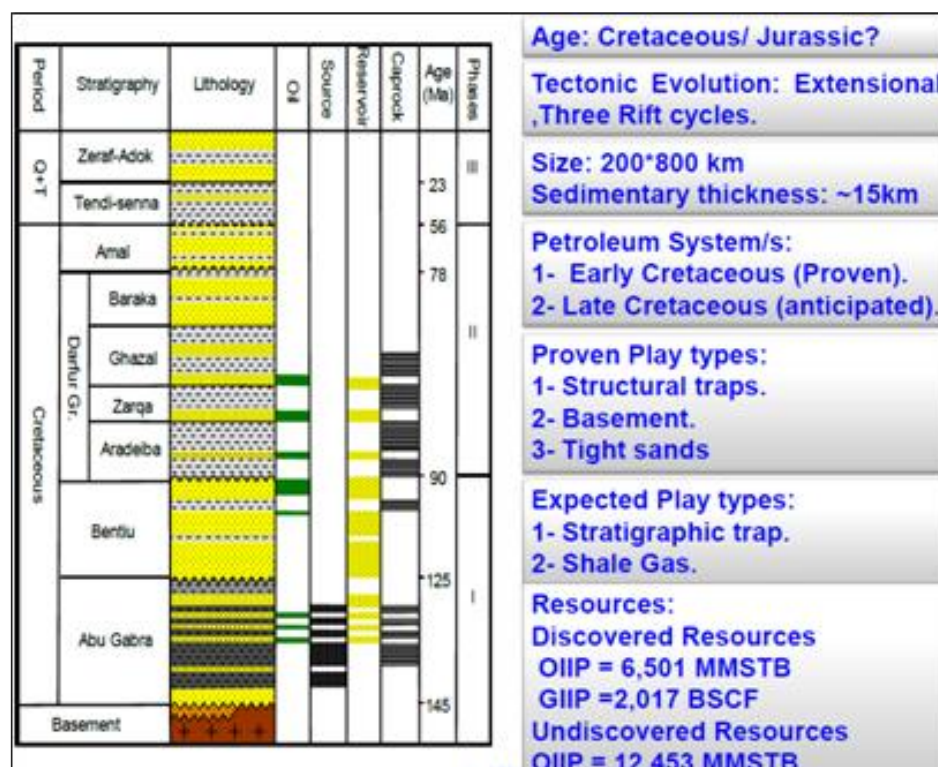 Period
Stratigraphy
Lithology
Oil
Source
Reservoir
Caprock
Age
(Ma)
Phases
Q+T
Zeraf-Adok
Tendi-senna
23
III
56
Cretaceous
Amal
78
Darfur Gr.
Baraka
Ghazal
Zarqa
Aradeiba
II
90
Bentiu
125
Abu Gabra
I
145
Basement
Age: Cretaceous/ Jurassic?
Tectonic Evolution: Extensional
,Three Rift cycles.
Size: 200*800 km
Sedimentary thickness: ~15km
Petroleum System/s:
1- Early Cretaceous (Proven).
2- Late Cretaceous (anticipated).
Proven Play types:
1- Structural traps.
2- Basement.
3- Tight sands
Expected Play types:
1- Stratigraphic trap.
2- Shale Gas.
Resources:
Discovered Resources
OIIP = 6,501 MMSTB
GIIP =2,017 BSCF
Undiscovered Resources
OIIP = 12,453 MMSTB